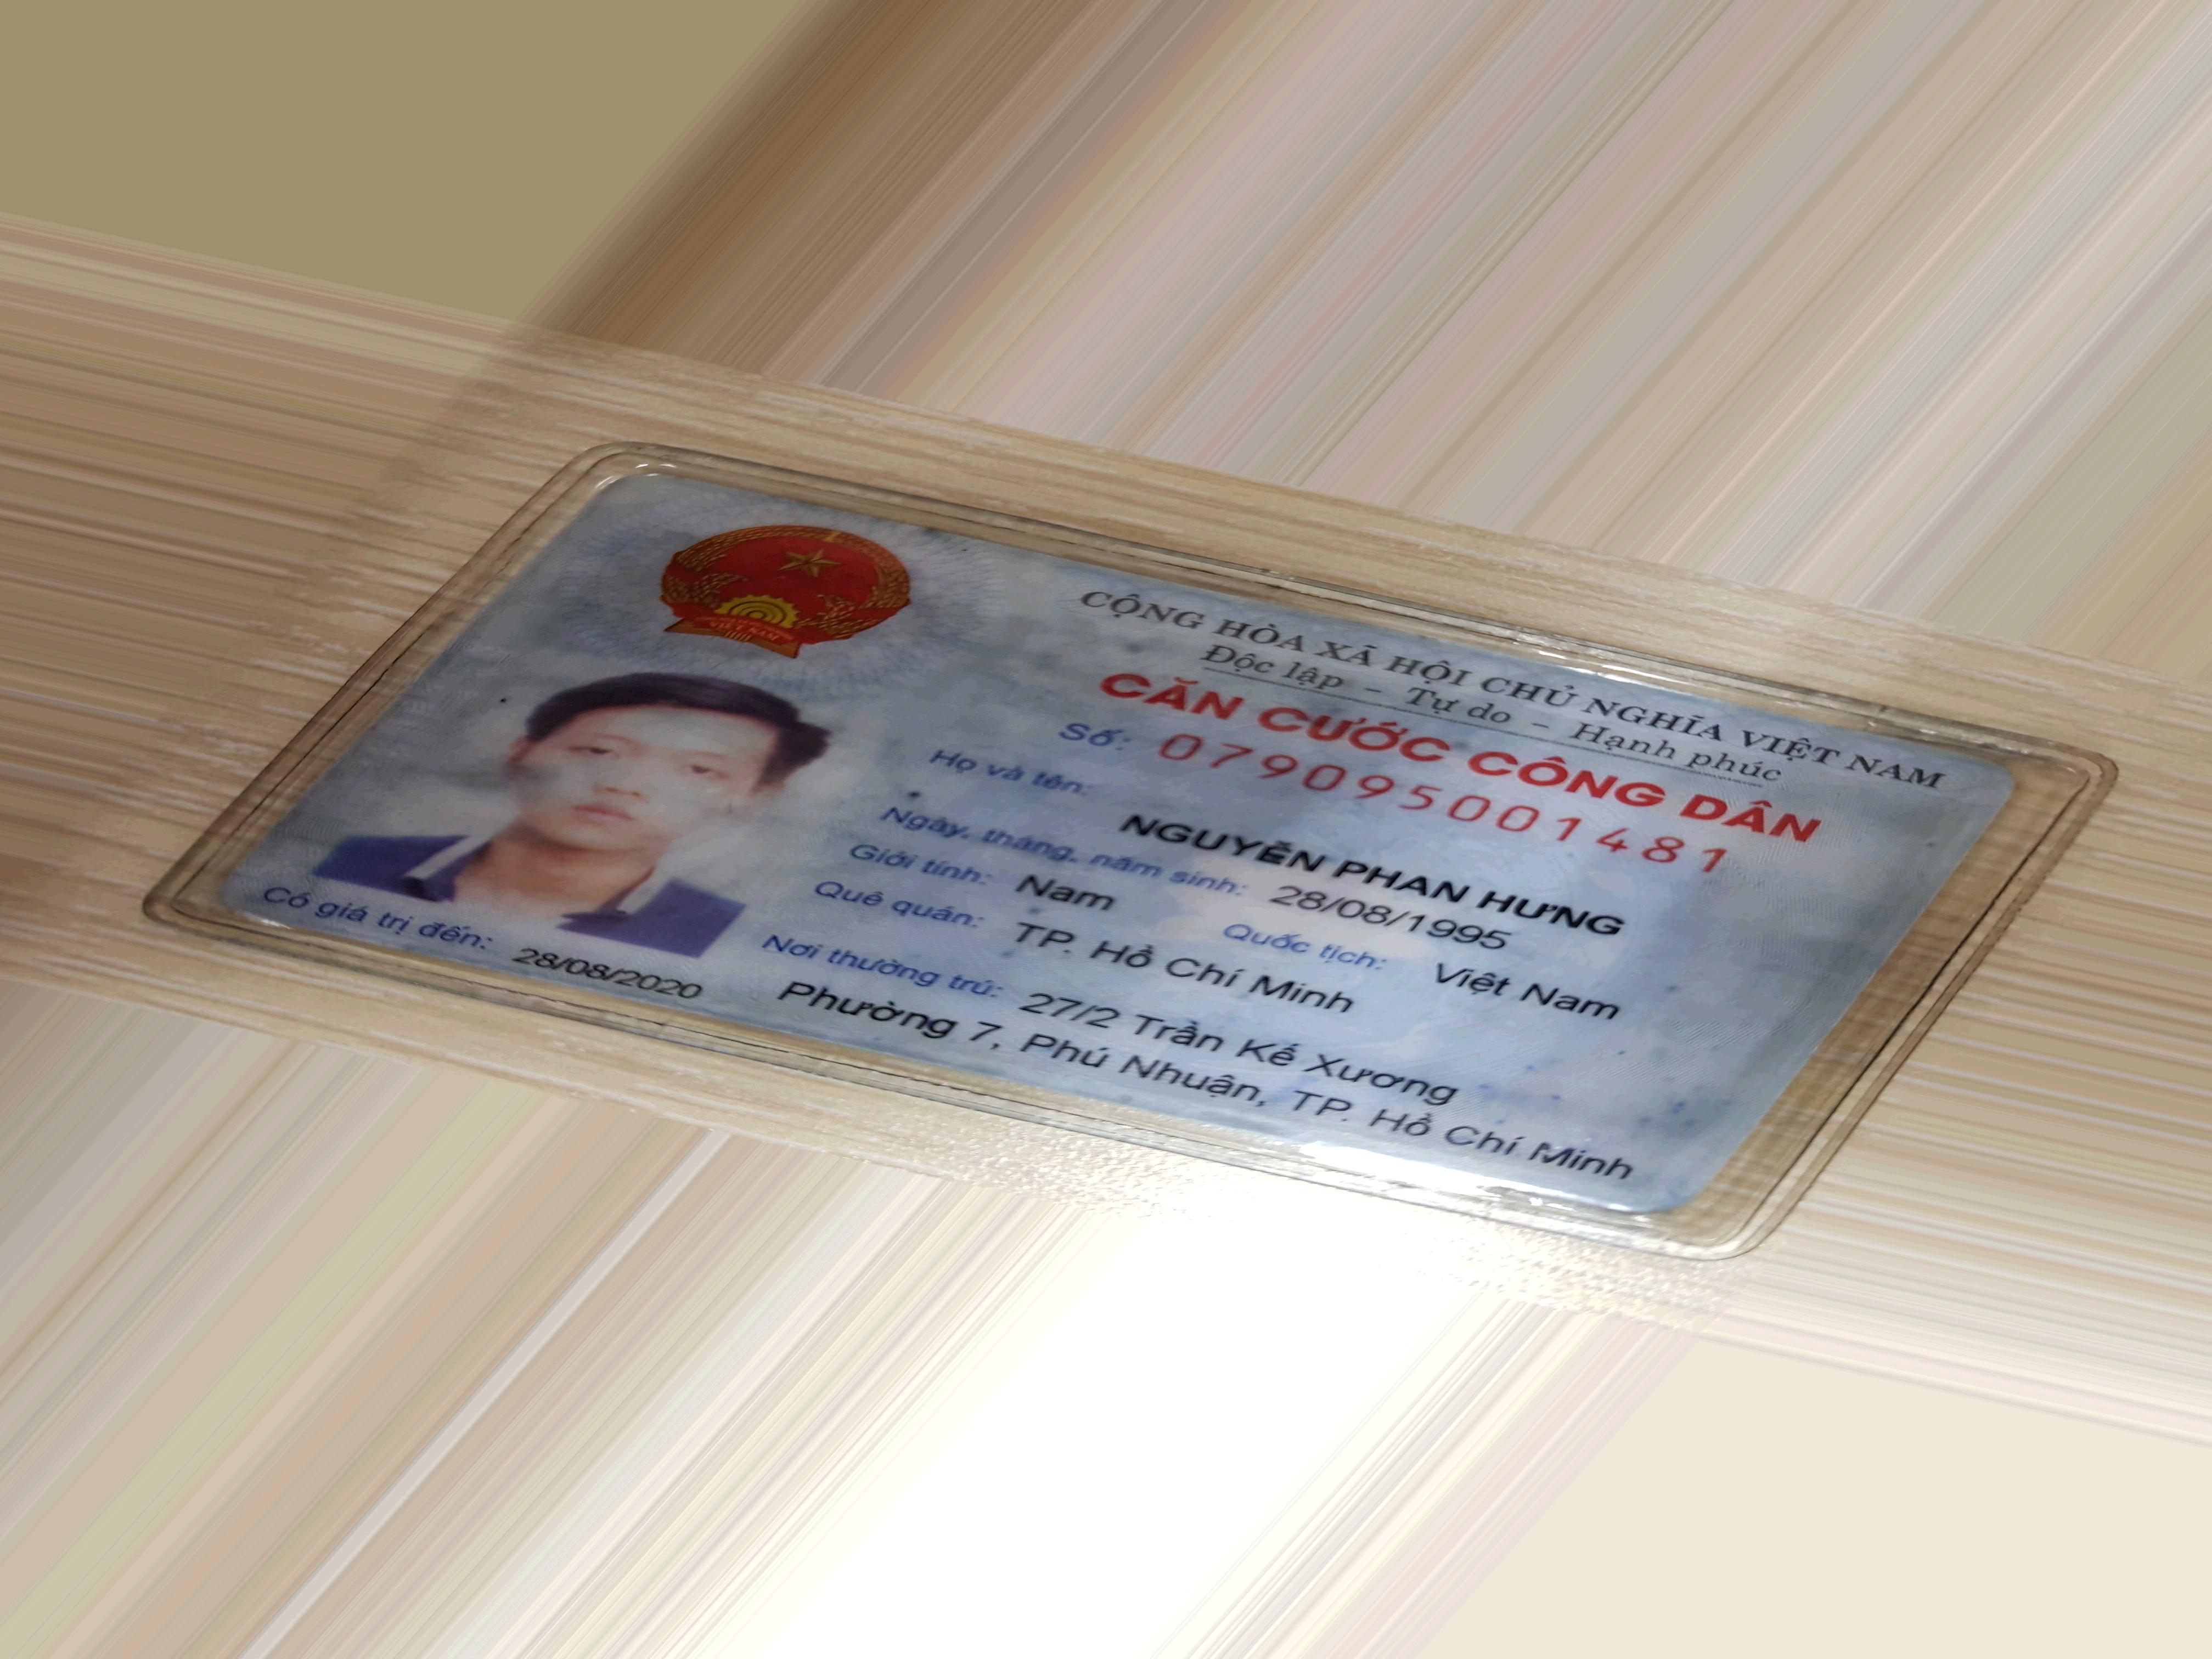 CỘNG HÒA XÃ HỘI CHỦ NGHĨA VIỆT NAM
Độc lập - Tự do - Hạnh phúc
CĂN CƯỚC CÔNG DÂN
Số: 079095001481
Họ và tên:
NGUYỄN PHAN HƯNG
Ngày, tháng, năm sinh: 28/08/1995
Giới tính: Nam Quốc tịch: Việt Nam
Quê quán: TP. Hồ Chí Minh
Nơi thường trú: 27/2 Trần Kế Xương
Phường 7, Phú Nhuận, TP. Hồ Chí Minh
Có giá trị đến: 28/08/2020
VIỆT NAM